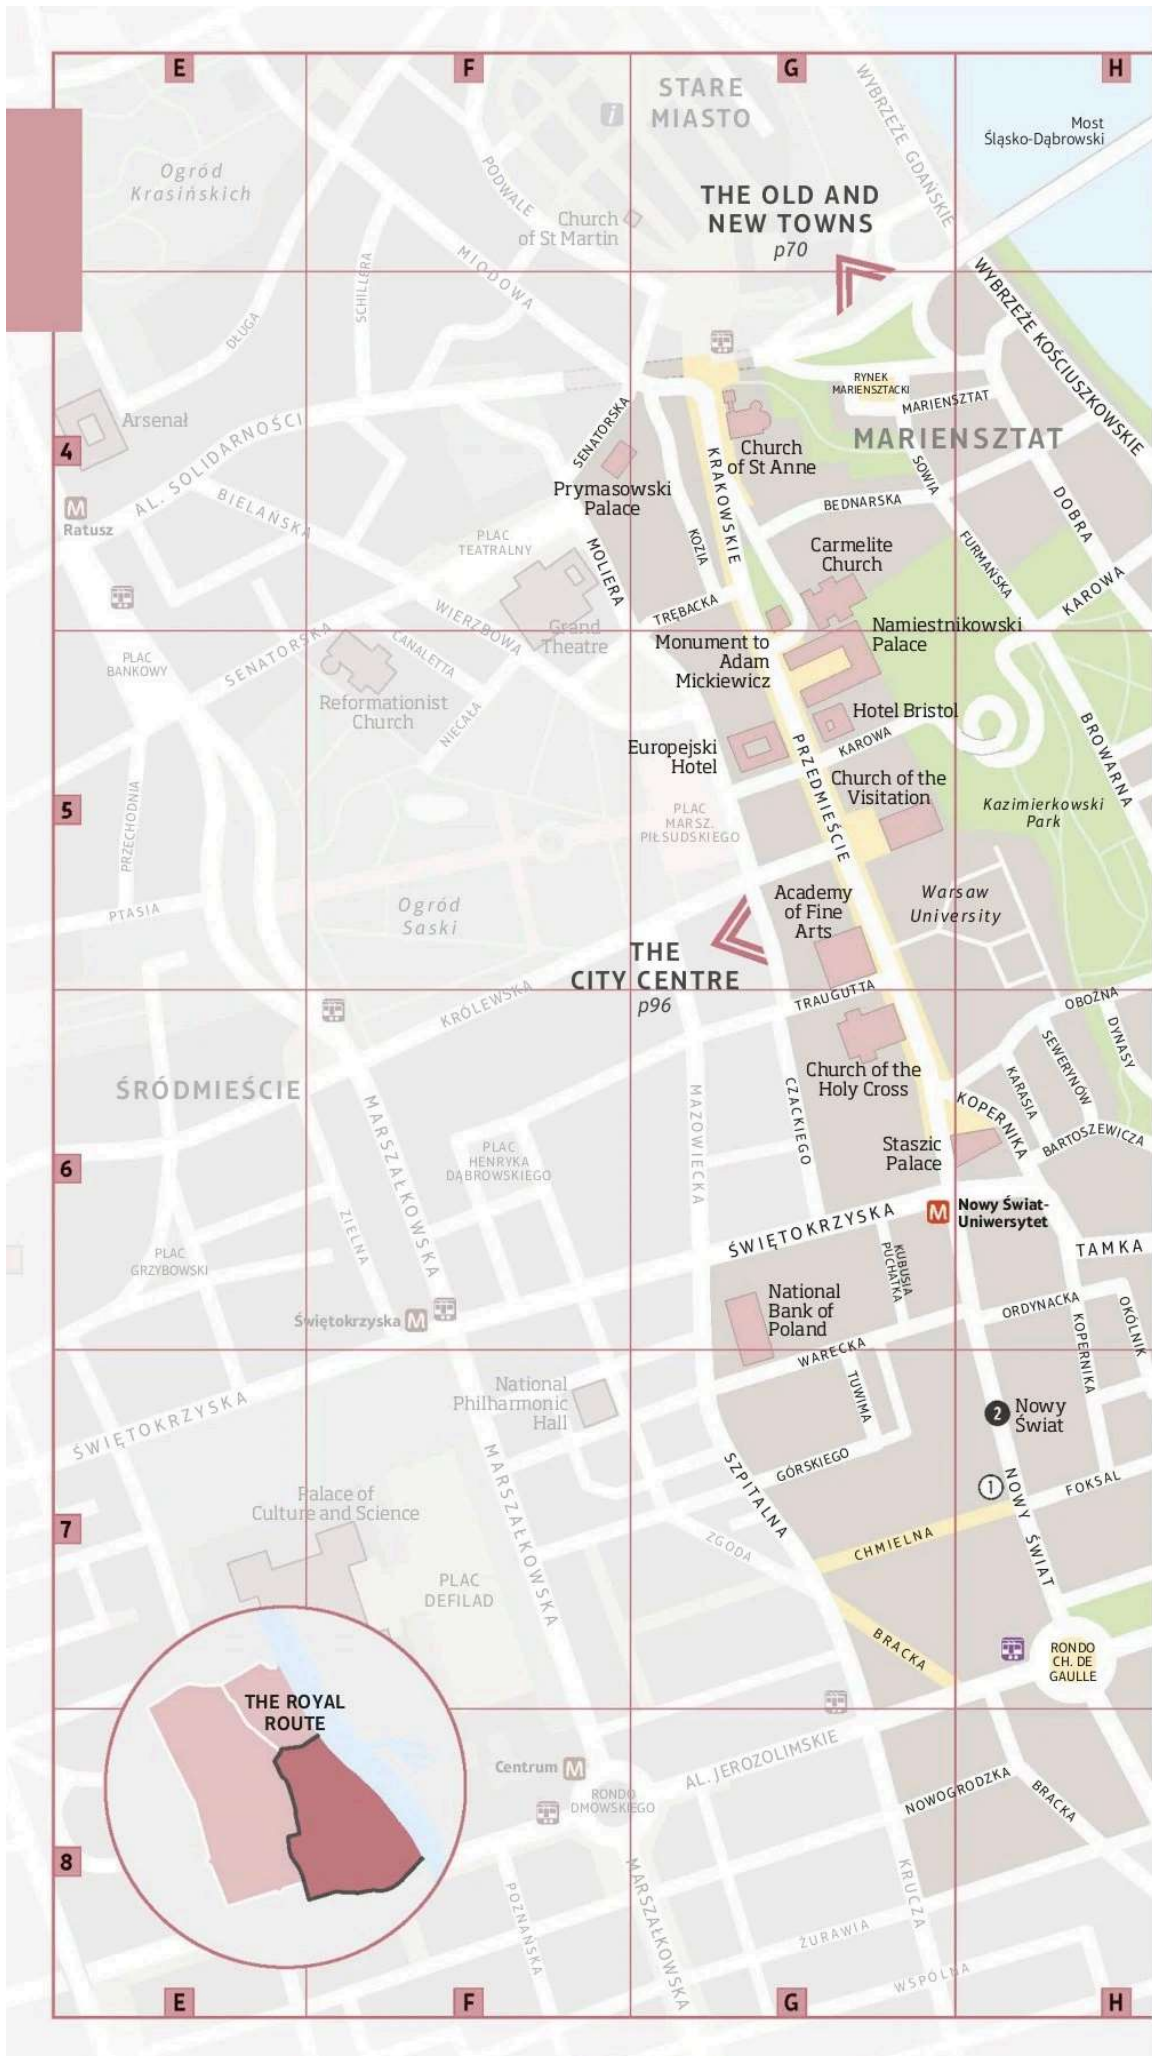 E
F
G
H
STARE
MIASTO
i
WYBRZEŻE GDAŃSKIE
Most
Śląsko-Dąbrowski
Ogród
Krasińskich
PODWALE
Church
of St Martin
THE OLD AND
NEW TOWNS
p70
MIODOWA
SCHILLERA
DŁUGA
WYBRZEŻE KOŚCIUSZKOWSKIE
RYNEK
MARIENSZTACKI
MARIENSZTAT
MARIENSZTAT
Arsenał
AL. SOLIDARNOŚCI
SENATORSKA
Church
of St Anne
KRAKOWSKIE
SOWIA
4
Prymasowski
Palace
BEDNARSKA
DOBRA
M
Ratusz
BIELAŃSKA
PLAC
TEATRALNY
MOLIERA
KOZIA
Carmelite
Church
FURMAŃSKA
KAROWA
TRĘBACKA
WIERZBOWA
Grand
Theatre
SENATORSKA
CANALETTA
PLAC
BANKOWY
Monument to
Adam
Mickiewicz
Namiestnikowski
Palace
Reformationist
Church
NIECAŁA
Hotel Bristol
Europejski
Hotel
KAROWA
PRZEDMIEŚCIE
BROWARNA
Church of the
Visitation
5
PRZECHODNIA
PLAC
MARSZ.
PIŁSUDSKIEGO
Kazimierkowski
Park
PTASIA
Ogród
Saski
Academy
of Fine
Arts
Warsaw
University
THE
CITY CENTRE
p96
KRÓLEWSKA
TRAUGUTTA
OBOŹNA
DYNASY
SEWERYNÓW
KARASIA
ŚRÓDMIEŚCIE
MARSZAŁKOWSKA
MAZOWIECKA
CZACKIEGO
Church of the
Holy Cross
KOPERNIKA
BARTOSZEWICZA
6
PLAC
HENRYKA
DĄBROWSKIEGO
Staszic
Palace
ZIELNA
M
Nowy Świat-
Uniwersytet
ŚWIĘTOKRZYSKA
TAMKA
PLAC
GRZYBOWSKI
KUBUSIA
PUCHATKA
Świętokrzyska M
National
Bank of
Poland
ORDYNACKA
OKÓLNIK
KOPERNIKA
WARECKA
TUWIMA
National
Philharmonic
Hall
ŚWIĘTOKRZYSKA
2
Nowy
Świat
MARSZAŁKOWSKA
SZPITALNA
GÓRSKIEGO
1
NOWY ŚWIAT
FOKSAL
Palace of
Culture and Science
7
ZGODA
CHMIELNA
PLAC
DEFILAD
BRACKA
RONDO
CH. DE
GAULLE
THE ROYAL
ROUTE
Centrum M
RONDO
DMOWSKIEGO
AL. JEROZOLIMSKIE
NOWOGRODZKA
BRACKA
8
POZNAŃSKA
MARSZAŁKOWSKA
KRUCZA
ŻURAWIA
WSPÓLNA
E
F
G
H